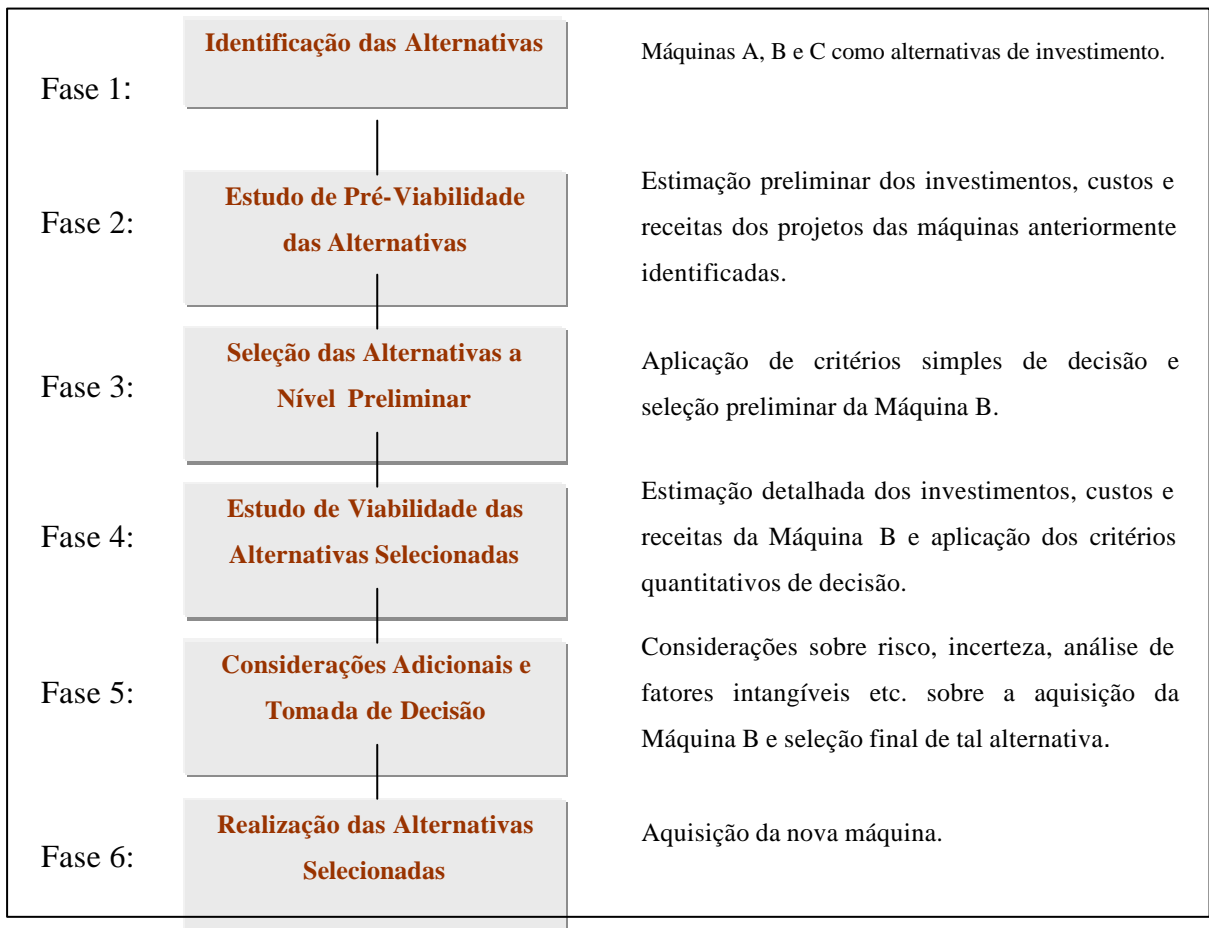 Fase 1:
Identificação das Alternativas
Máquinas A, B e C como alternativas de investimento.
Fase 2:
Estudo de Pré-Viabilidade
das Alternativas
Estimação preliminar dos investimentos, custos e
receitas dos projetos das máquinas anteriormente
identificadas.
Fase 3:
Seleção das Alternativas a
Nível Preliminar
Aplicação de critérios simples de decisão e
seleção preliminar da Máquina B.
Fase 4:
Estudo de Viabilidade das
Alternativas Selecionadas
Estimação detalhada dos investimentos, custos e
receitas da Máquina B e aplicação dos critérios
quantitativos de decisão.
Fase 5:
Considerações Adicionais e
Tomada de Decisão
Considerações sobre risco, incerteza, análise de
fatores intangíveis etc. sobre a aquisição da
Máquina B e seleção final de tal alternativa.
Fase 6:
Realização das Alternativas
Selecionadas
Aquisição da nova máquina.